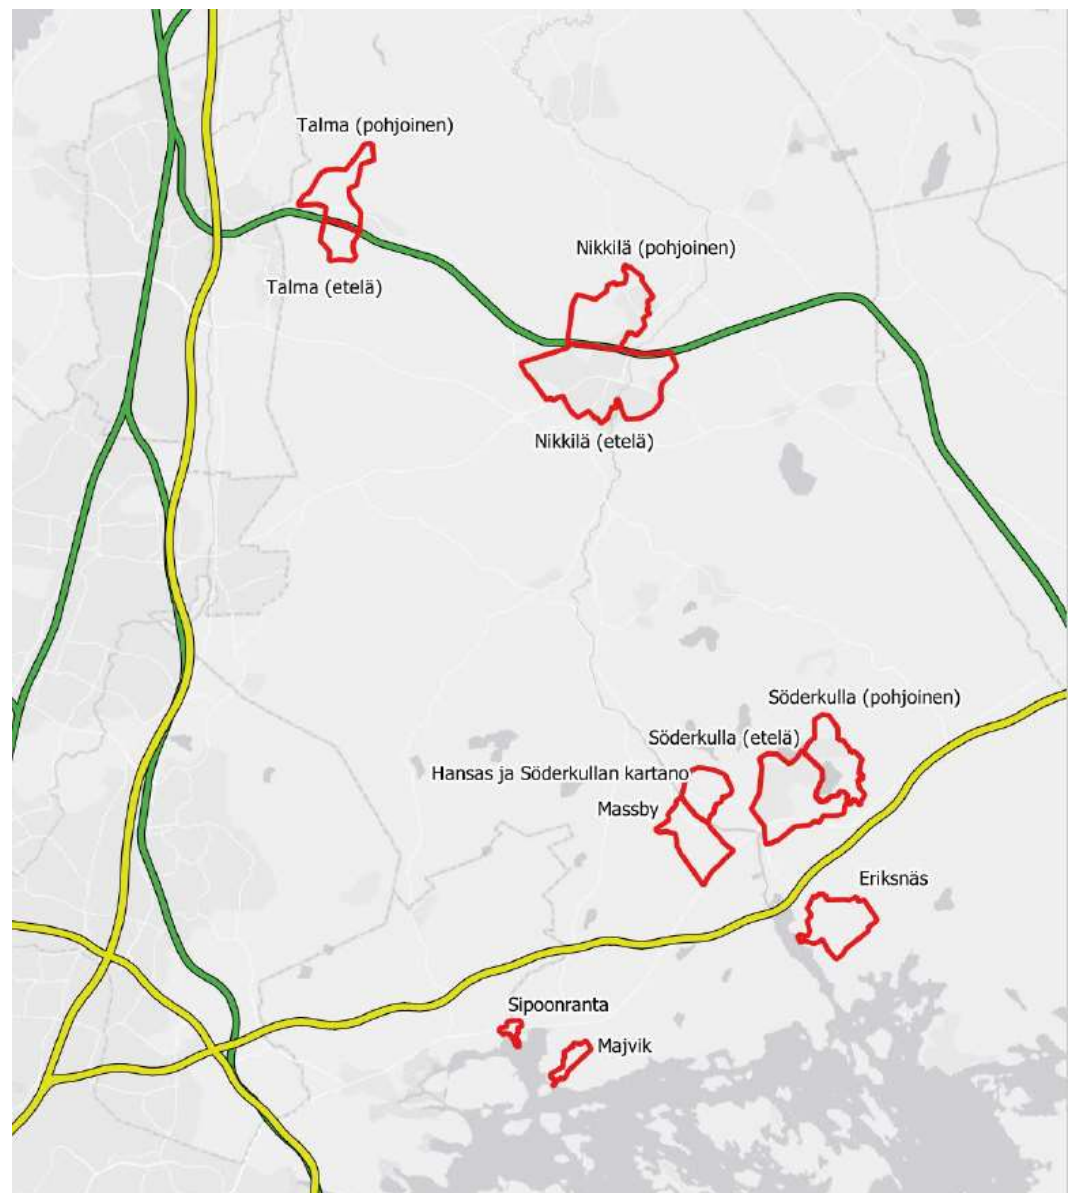 Talma (pohjoinen)
Nikkilä (pohjoinen)
Talma (etelä)
Nikkilä (etelä)
Söderkulla (pohjoinen)
Söderkulla (etelä)
Hansas ja Söderkullan kartano
Massby
Eriksnäs
Sipoonranta
Majvik